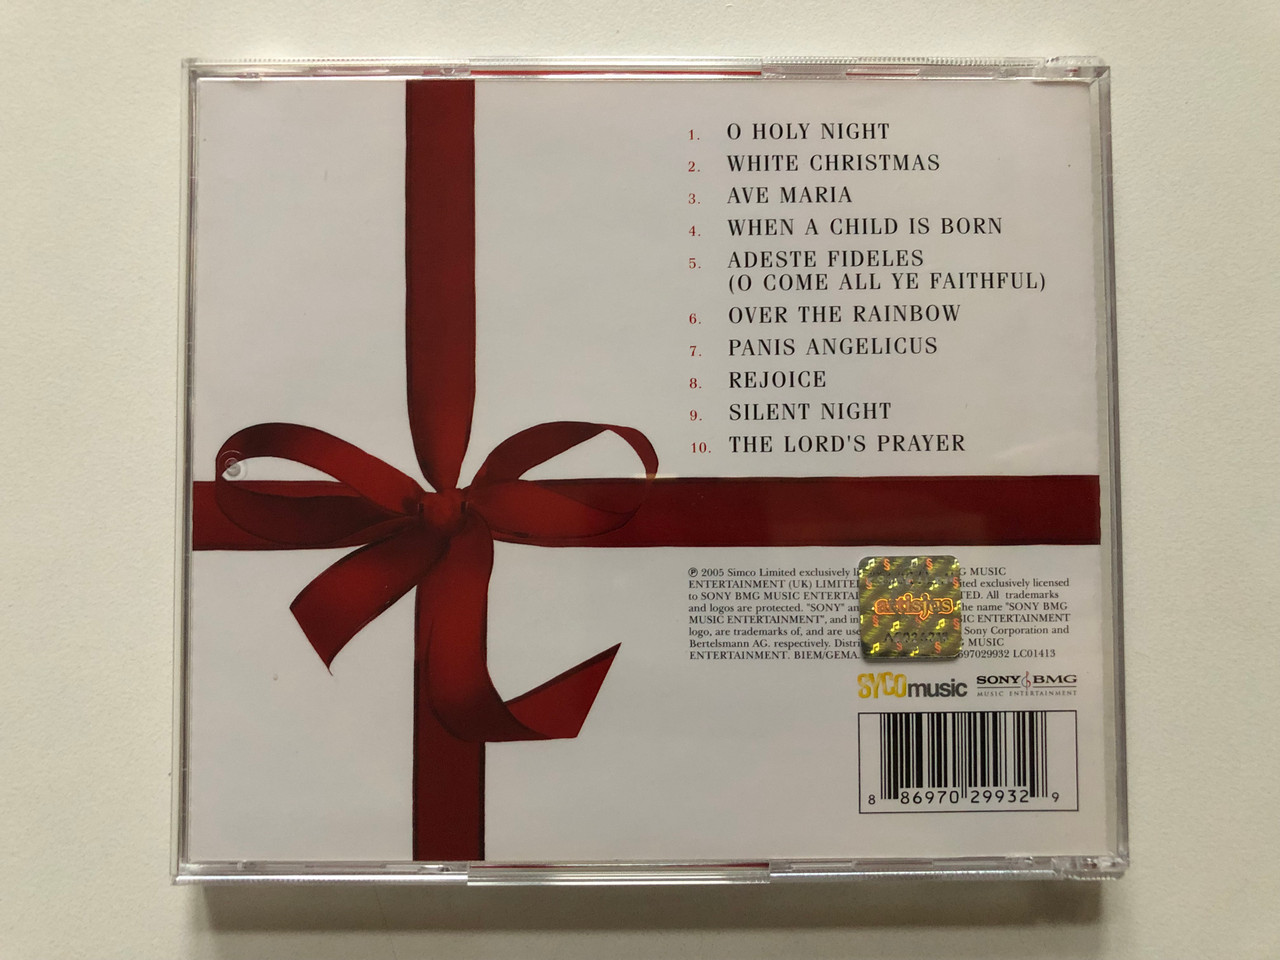 1. O HOLY NIGHT
2. WHITE CHRISTMAS
3. AVE MARIA
4. WHEN A CHILD IS BORN
5. ADESTE FIDELES
(O COME ALL YE FAITHFUL)
6. OVER THE RAINBOW
7. PANIS ANGELICUS
8. REJOICE
9. SILENT NIGHT
10. THE LORD'S PRAYER
℗ 2005 Simco Limited exclusively G MUSIC
ENTERTAINMENT (UK) exclusively licensed
to SONY BMG MUSIC All trademarks
and logos are protected. "SONY" the name "SONY BMG
MUSIC ENTERTAINMENT", and ENTERTAINMENT
logo, are trademarks of, and are Sony Corporation and
Bertelsmann AG. respectively. MUSIC
ENTERTAINMENT. BIEM/GEMA. 597029932 LC01413
artisjus
SYCOmusic SONY BMG
MUSIC ENTERTAINMENT
8 86970 29932 9